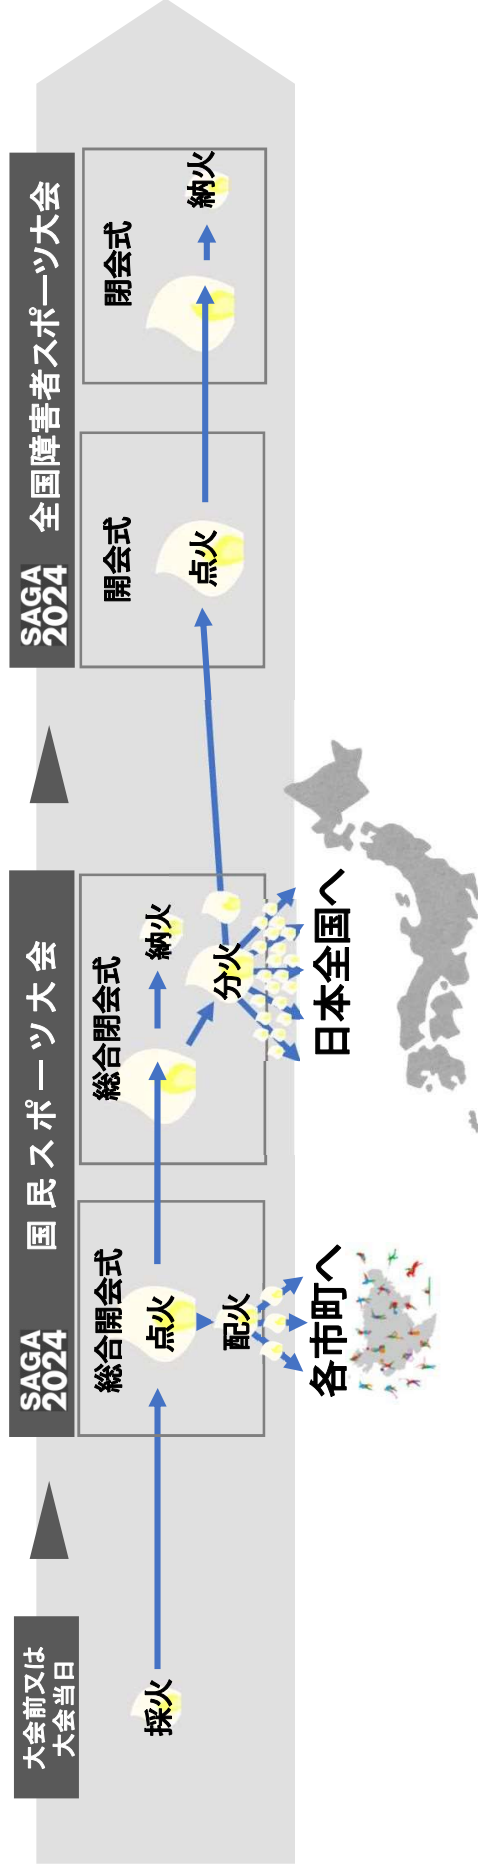 大会前又は
大会当日
採火
SAGA
2024
国民スポーツ大会
総合開会式
点火
配火
各市町へ
総合閉会式
納火
分火
日本全国へ
SAGA
2024
全国障害者スポーツ大会
開会式
点火
閉会式
納火